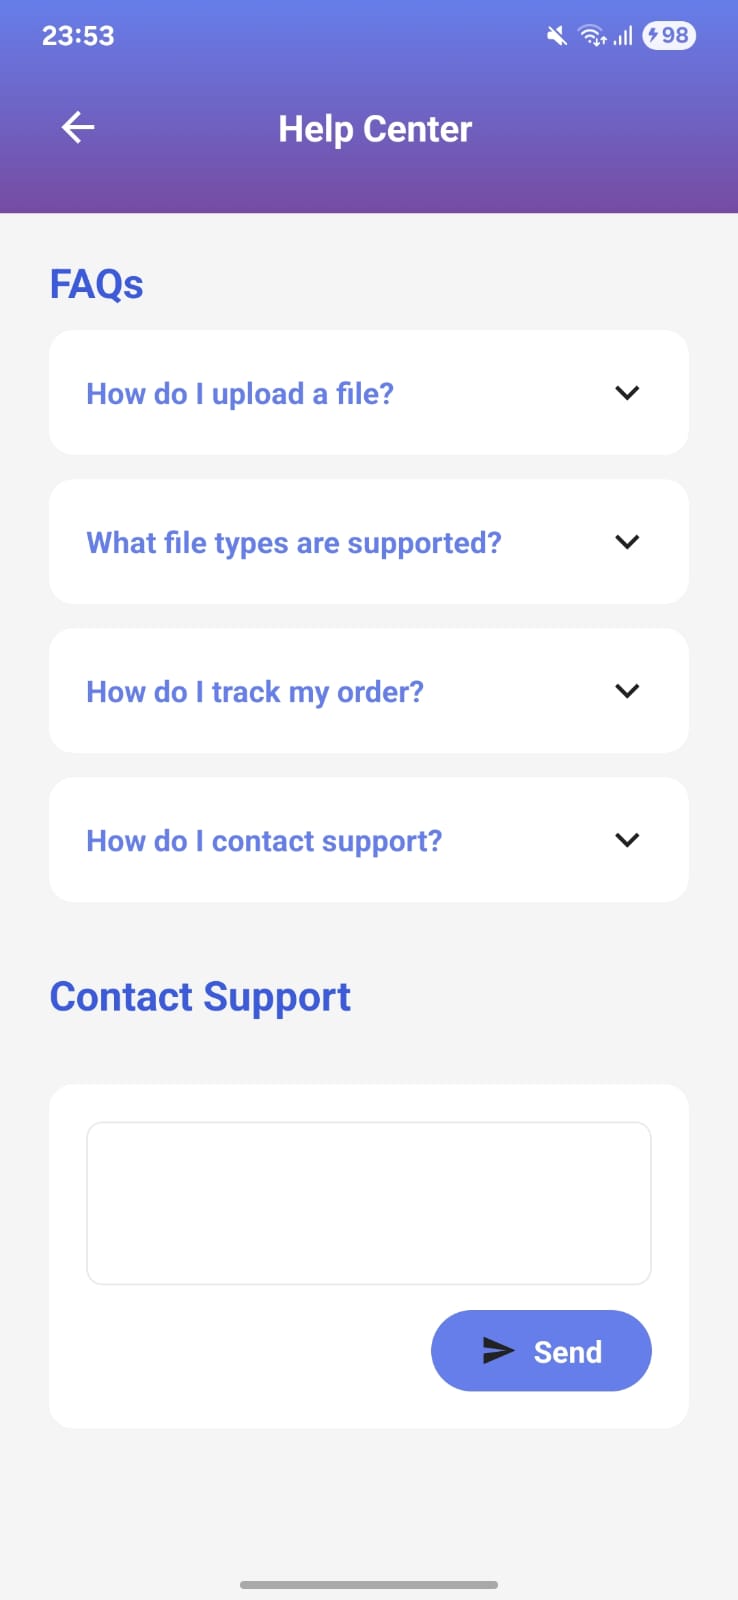 23:53
98
Help Center
FAQs
How do I upload a file?
What file types are supported?
How do I track my order?
How do I contact support?
Contact Support
Send